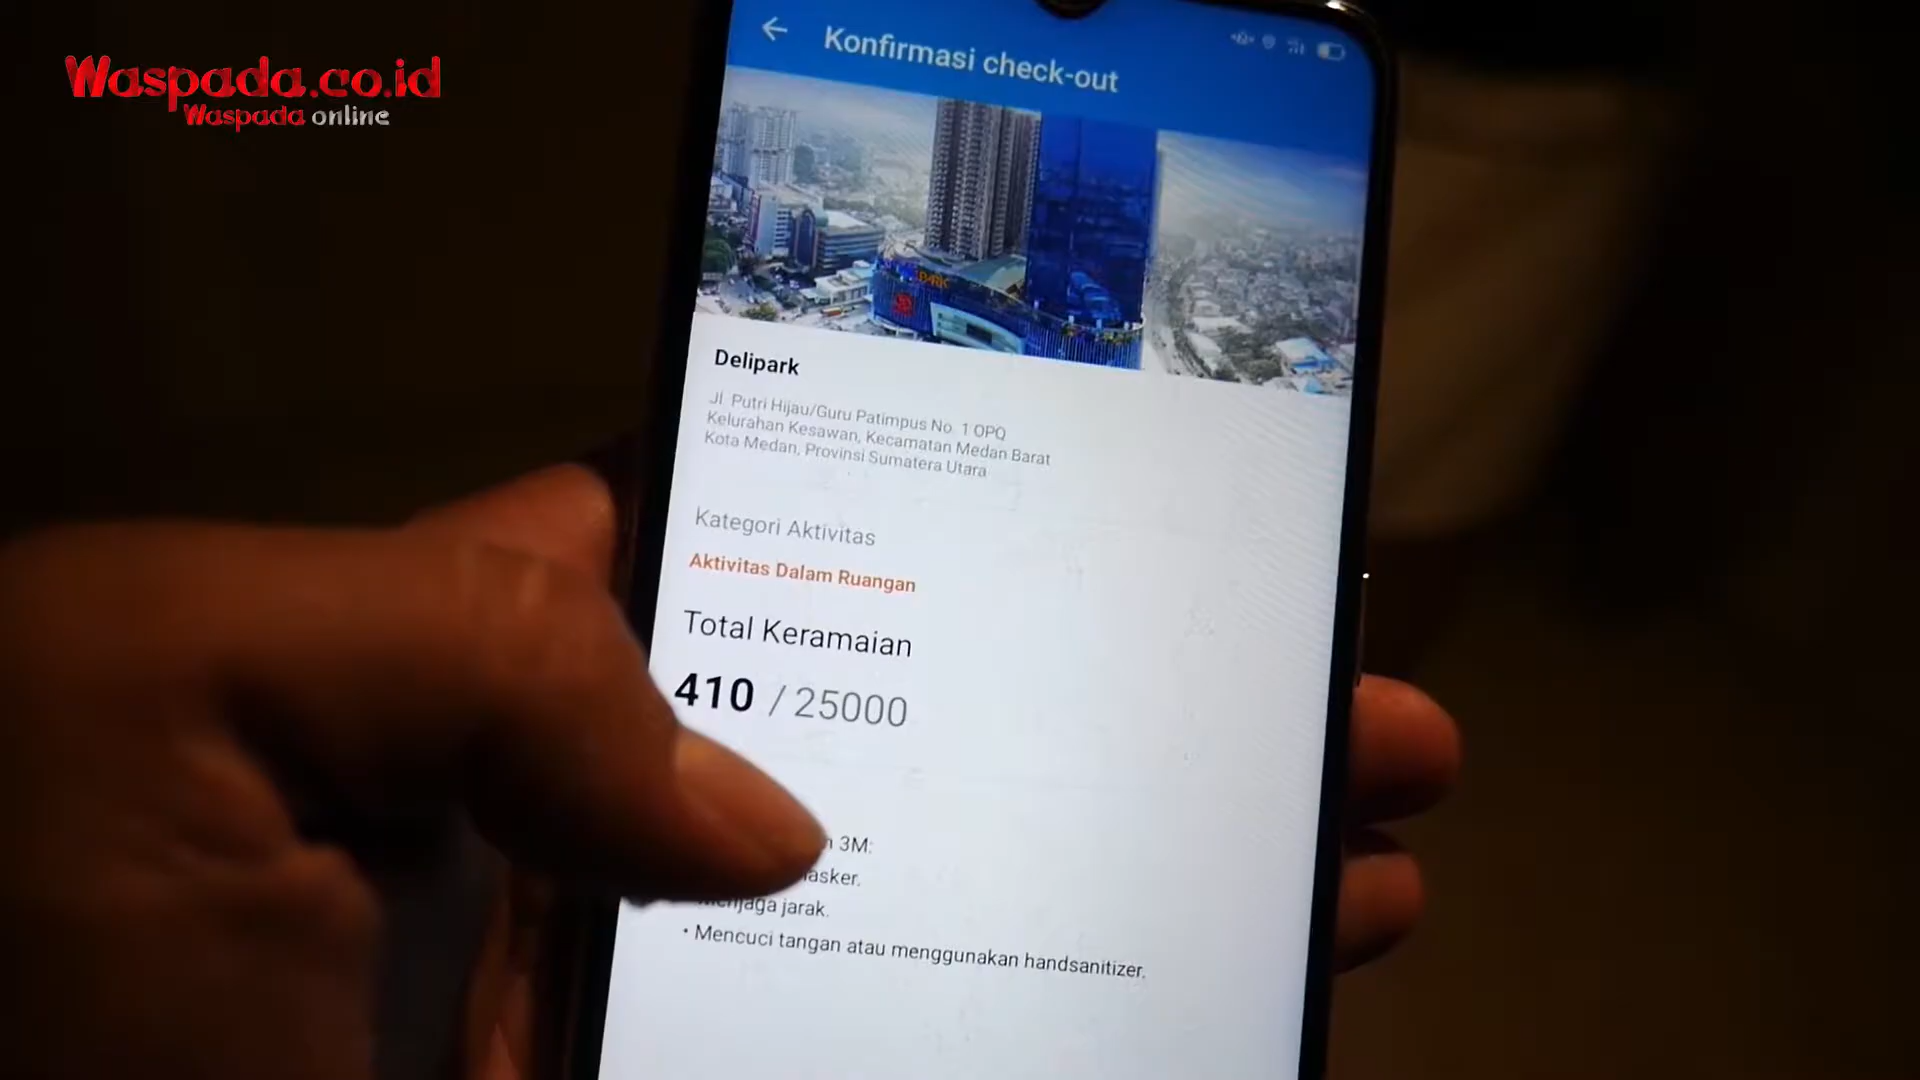 Waspada.co.id
Waspada online
Konfirmasi check-out
Delipark
Jl. Putri Hijau/Guru Patimpus No. 1 OPQ
Kelurahan Kesawan, Kecamatan Medan Barat
Kota Medan, Provinsi Sumatera Utara
Kategori Aktivitas
Aktivitas Dalam Ruangan
Total Keramaian
410 / 25000
3M:
Menjaga jarak.
• Mencuci tangan atau menggunakan handsanitizer.